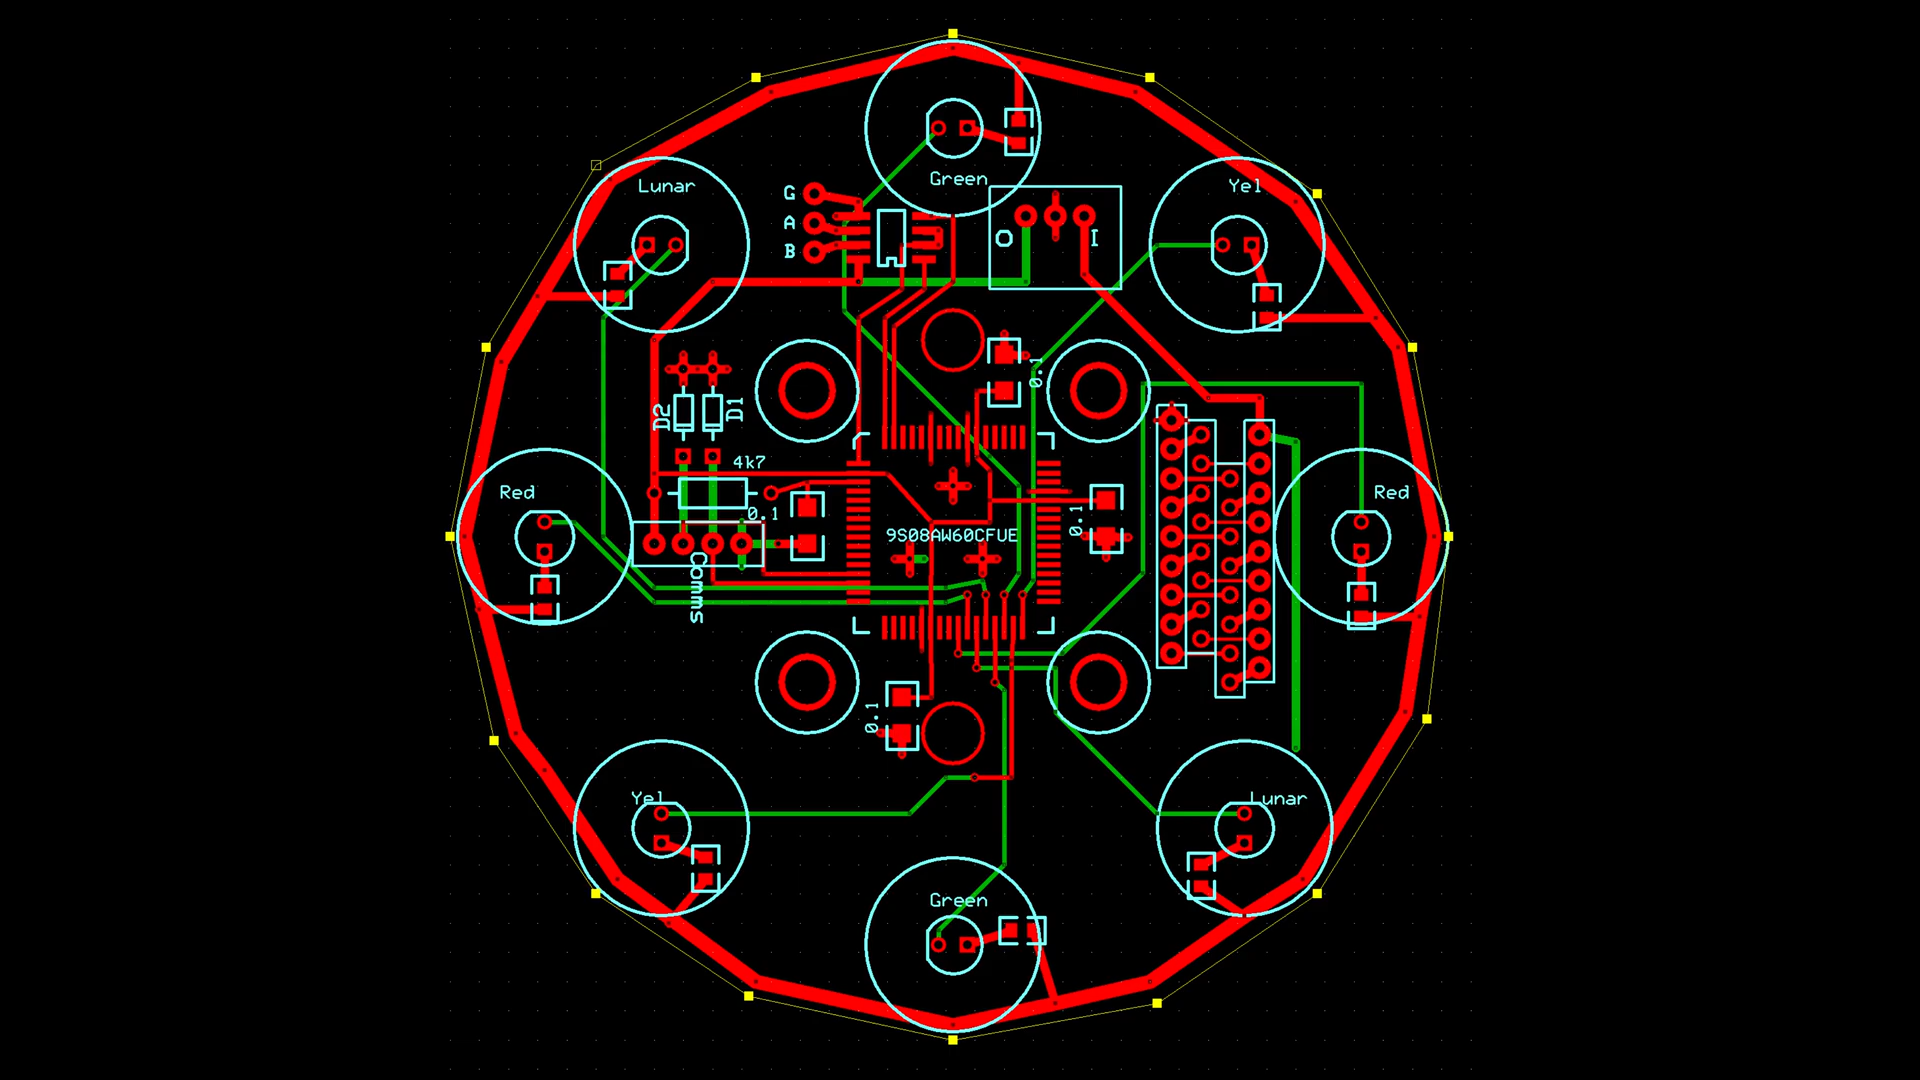 Green
Lunar
Yel
G
A
B
O
I
0.1
D2
D1
4k7
0.1
Red
Red
0.1
9S08AW60CFUE
Comms
0.1
Yel
Lunar
Green